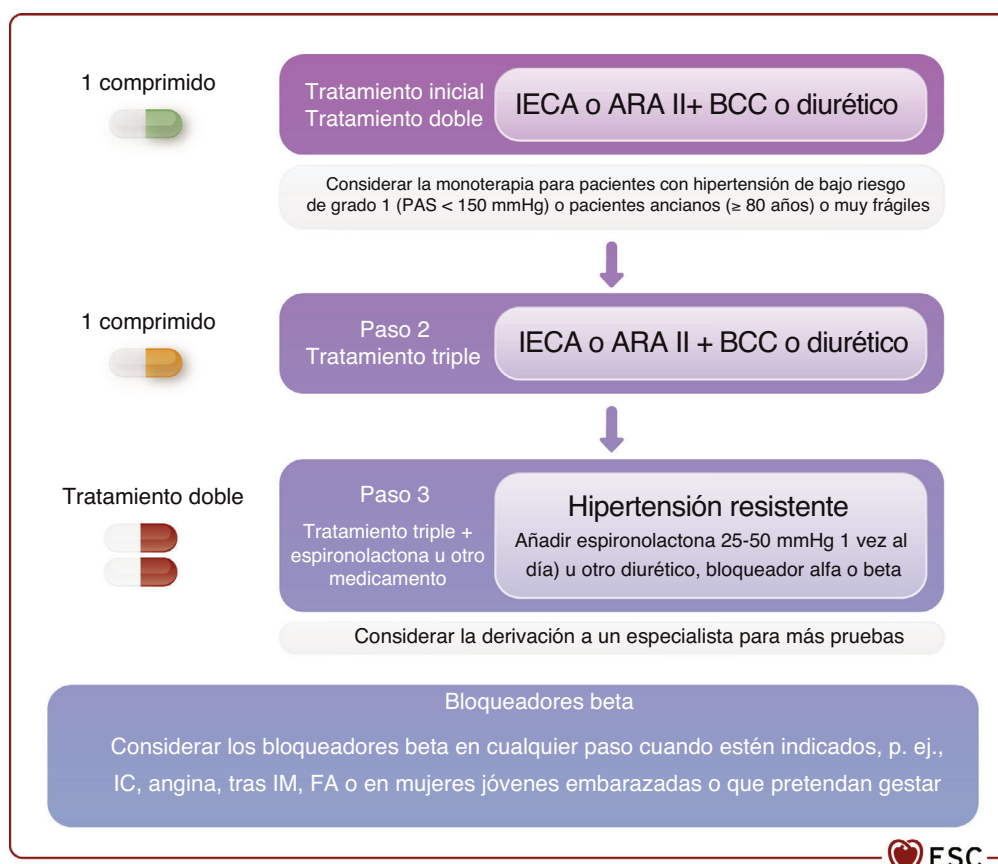 1 comprimido
Tratamiento inicial
Tratamiento doble
IECA o ARA II+ BCC o diurético
Considerar la monoterapia para pacientes con hipertensión de bajo riesgo
de grado 1 (PAS < 150 mmHg) o pacientes ancianos (≥ 80 años) o muy frágiles
1 comprimido
Paso 2
Tratamiento triple
IECA o ARA II + BCC o diurético
Tratamiento doble
Paso 3
Tratamiento triple +
espironolactona u otro
medicamento
Hipertensión resistente
Añadir espironolactona 25-50 mmHg 1 vez al
día) u otro diurético, bloqueador alfa o beta
Considerar la derivación a un especialista para más pruebas
Bloqueadores beta
Considerar los bloqueadores beta en cualquier paso cuando estén indicados, p. ej.,
IC, angina, tras IM, FA o en mujeres jóvenes embarazadas o que pretendan gestar
ESC